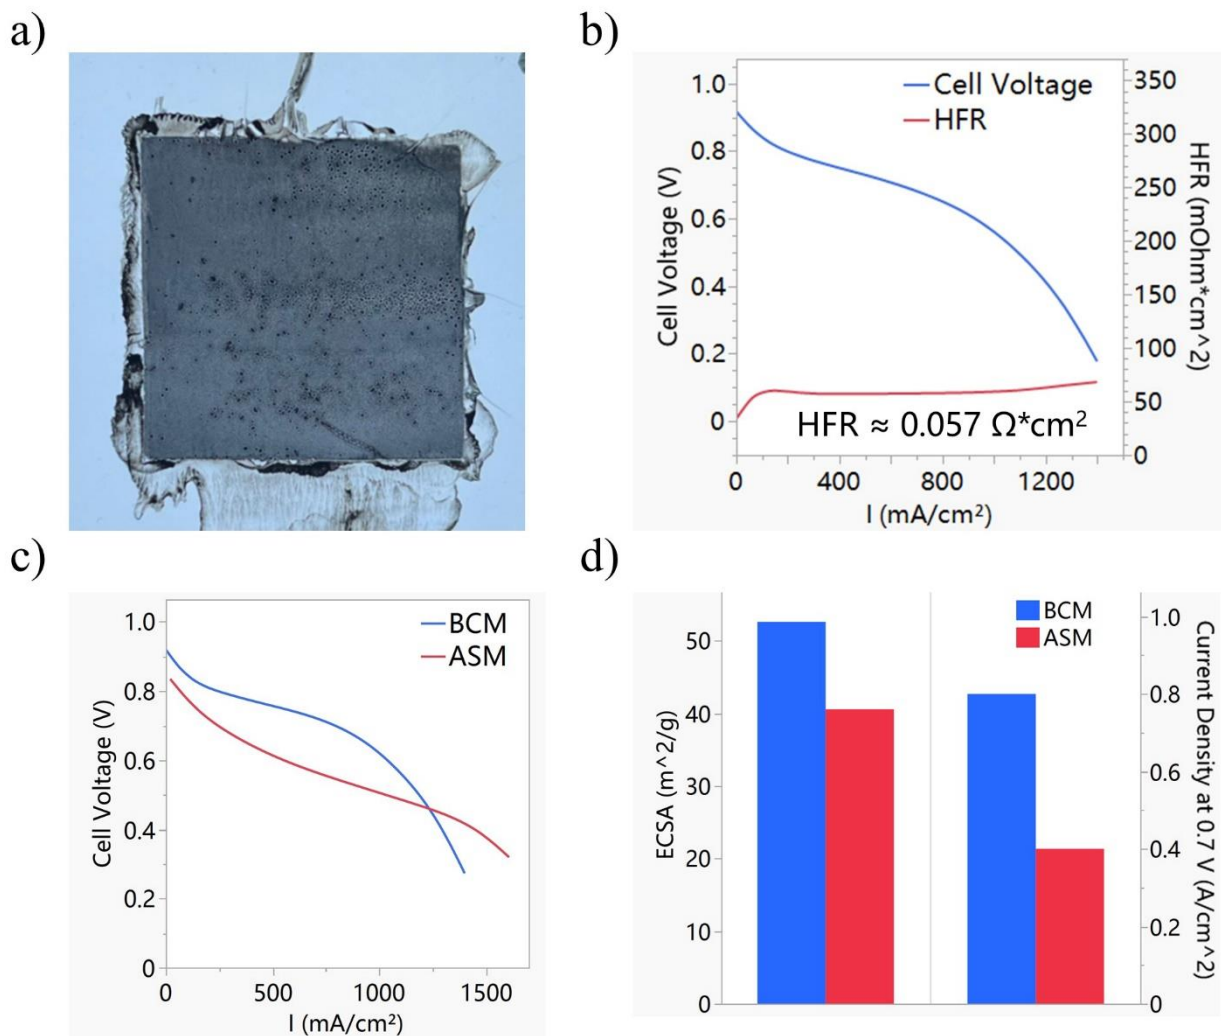 a)
b)
Cell Voltage
HFR
1.0
0.8
0.6
0.4
0.2
0
Cell Voltage (V)
350
300
250
200
150
100
50
0
HFR (mOhm*cm^2)
HFR ≈ 0.057 Ω*cm²
0 400 800 1200
I (mA/cm²)
c)
BCM
ASM
1.0
0.8
0.6
0.4
0.2
0
Cell Voltage (V)
0 500 1000 1500
I (mA/cm²)
d)
BCM
ASM
50
40
30
20
10
0
ECSA (m^2/g)
1.0
0.8
0.6
0.4
0.2
0
Current Density at 0.7 V (A/cm^2)